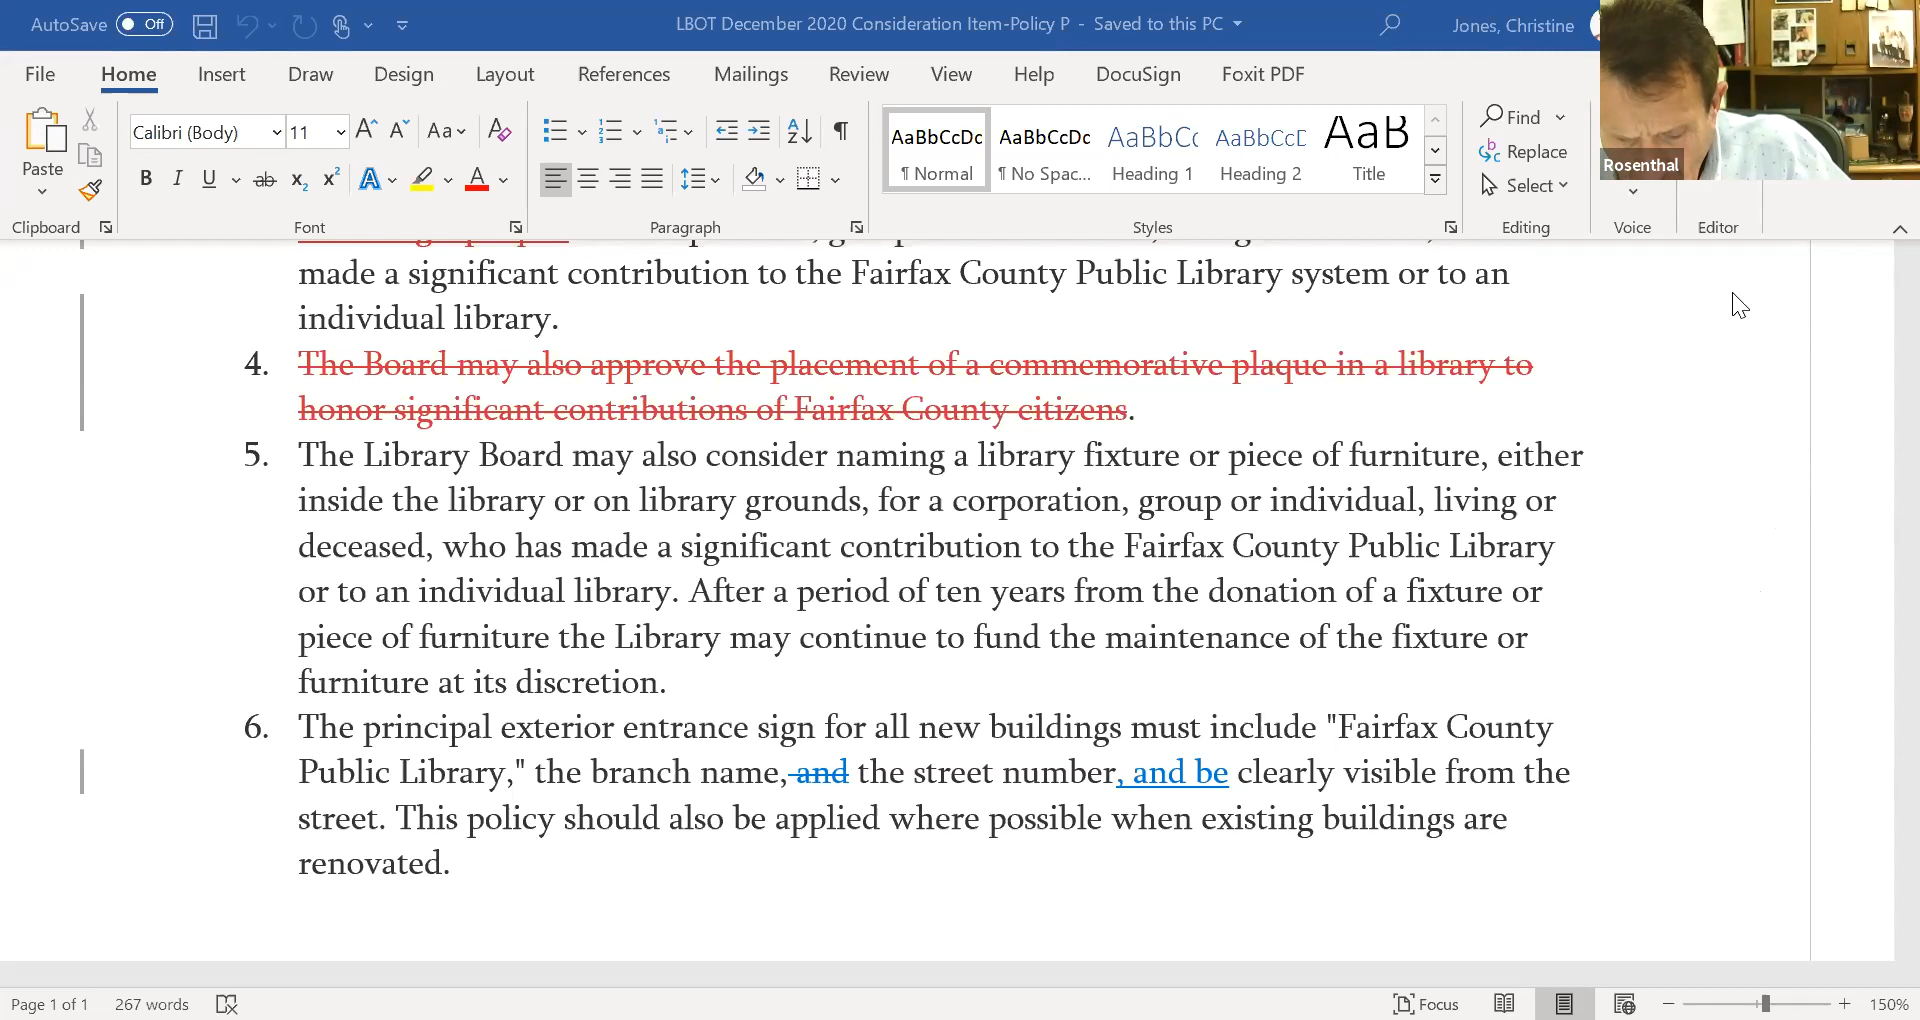 AutoSave Off LBOT December 2020 Consideration Item-Policy P - Saved to this PC Jones, Christine
File Home Insert Draw Design Layout References Mailings Review View Help DocuSign Foxit PDF
Paste
Clipboard
Calibri (Body) 11 Aa
B I U ab x2 x2 A A
Font
Paragraph
AaBbCcDc AaBbCcDc AaBbCc AaBbCcD AaB
¶ Normal ¶ No Spac... Heading 1 Heading 2 Title
Styles
Find
Replace
Select
Editing
Voice
Editor
Rosenthal
made a significant contribution to the Fairfax County Public Library system or to an
individual library.
4. The Board may also approve the placement of a commemorative plaque in a library to
honor significant contributions of Fairfax County citizens.
5. The Library Board may also consider naming a library fixture or piece of furniture, either
inside the library or on library grounds, for a corporation, group or individual, living or
deceased, who has made a significant contribution to the Fairfax County Public Library
or to an individual library. After a period of ten years from the donation of a fixture or
piece of furniture the Library may continue to fund the maintenance of the fixture or
furniture at its discretion.
6. The principal exterior entrance sign for all new buildings must include "Fairfax County
Public Library," the branch name, and the street number, and be clearly visible from the
street. This policy should also be applied where possible when existing buildings are
renovated.
Page 1 of 1 267 words Focus 150%